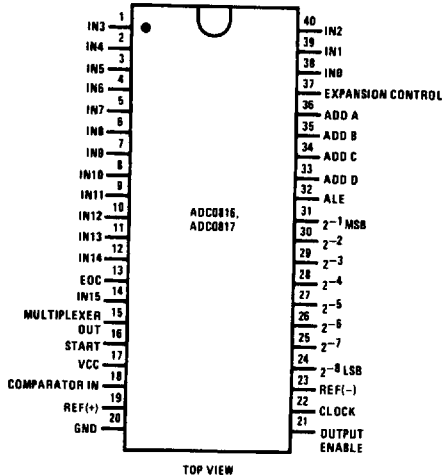 1 40
IN3 IN2
2 39
IN4 IN1
3 38
IN5 IN0
4 37
IN6 EXPANSION CONTROL
5 36
IN7 ADD A
6 35
IN8 ADD B
7 34
IN9 ADD C
8 33
IN10 ADD D
9 32
IN11 ALE
10 31
IN12 2⁻¹ MSB
ADC0816,
ADC0817
11 30
IN13 2⁻²
12 29
IN14 2⁻³
13 28
EOC 2⁻⁴
14 27
IN15 2⁻⁵
15 26
MULTIPLEXER
OUT 2⁻⁶
16 25
START 2⁻⁷
17 24
VCC 2⁻⁸ LSB
18 23
COMPARATOR IN REF(−)
19 22
REF(+) CLOCK
20 21
GND OUTPUT
ENABLE
TOP VIEW